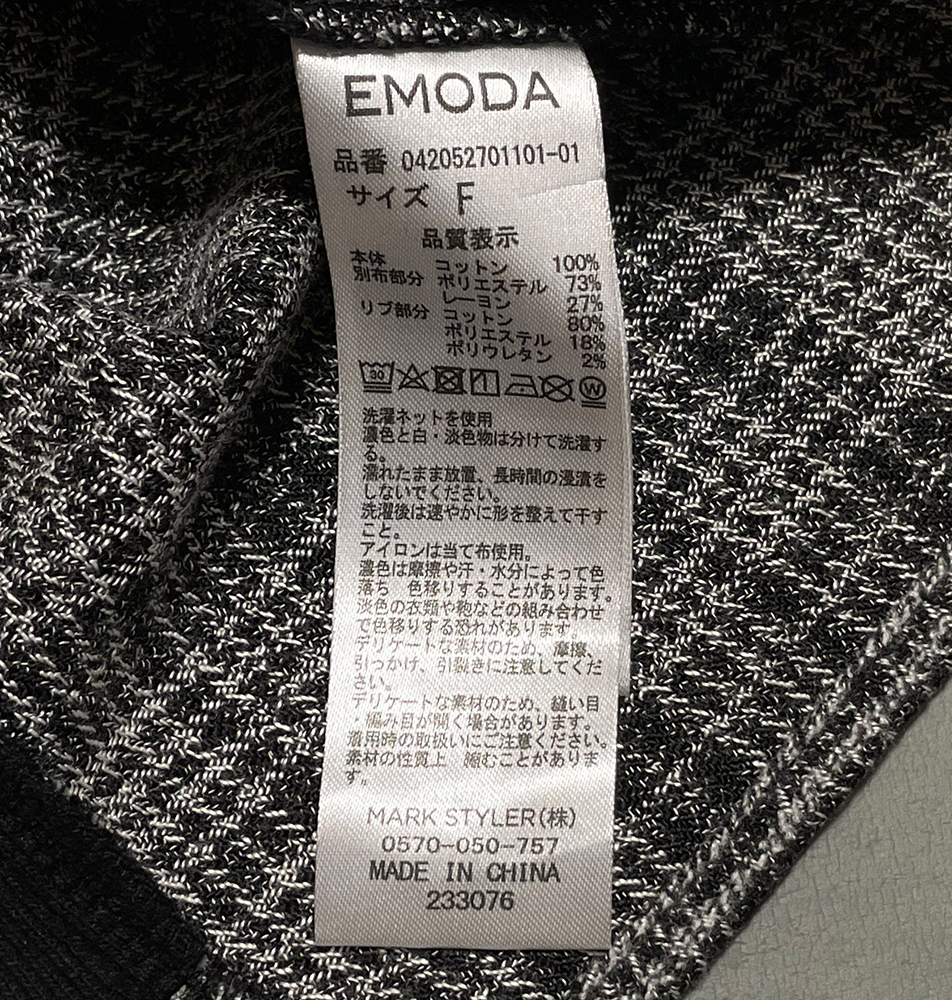 EMODA
品番 042052701101-01
サイズ F
品質表示
本体 コットン 100%
別布部分 ポリエステル 73%
レーヨン 27%
リブ部分 コットン 80%
ポリエステル 18%
ポリウレタン 2%
30 W
洗濯ネットを使用
濃色と白・淡色物は分けて洗濯す
る。
濡れたまま放置、長時間の浸漬を
しないでください。
洗濯後は速やかに形を整えて干す
こと。
アイロンは当て布使用。
濃色は摩擦や汗・水分によって色
落ち 色移りすることがあります。
淡色の衣類や鞄などの組み合わせ
で色移りする恐れがあります。
デリケートな素材のため、摩擦、
引っかけ、引裂きに注意してくだ
さい。
デリケートな素材のため、縫い目
・編み目が開く場合があります。
着用時の取扱いにご注意ください。
素材の性質上 縮むことがありま
す。
MARK STYLER(株)
0570-050-757
MADE IN CHINA
233076